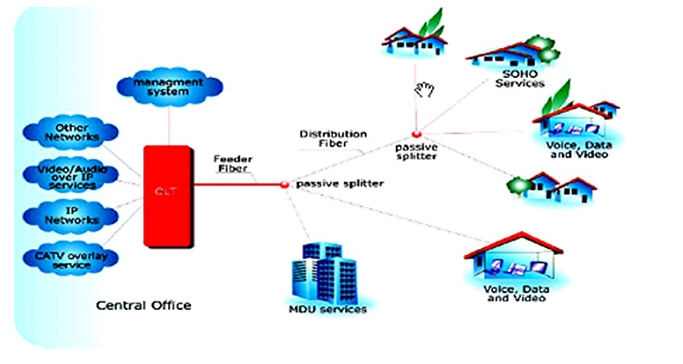 managment
system
Other
Networks
Video/Audio
over IP
services
IP
Networks
CATV overlay
service
OLT
Central Office
Feeder
Fiber
passive splitter
Distribution
Fiber
passive
splitter
MDU services
SOHO
Services
Voice, Data
and Video
Voice, Data
and Video